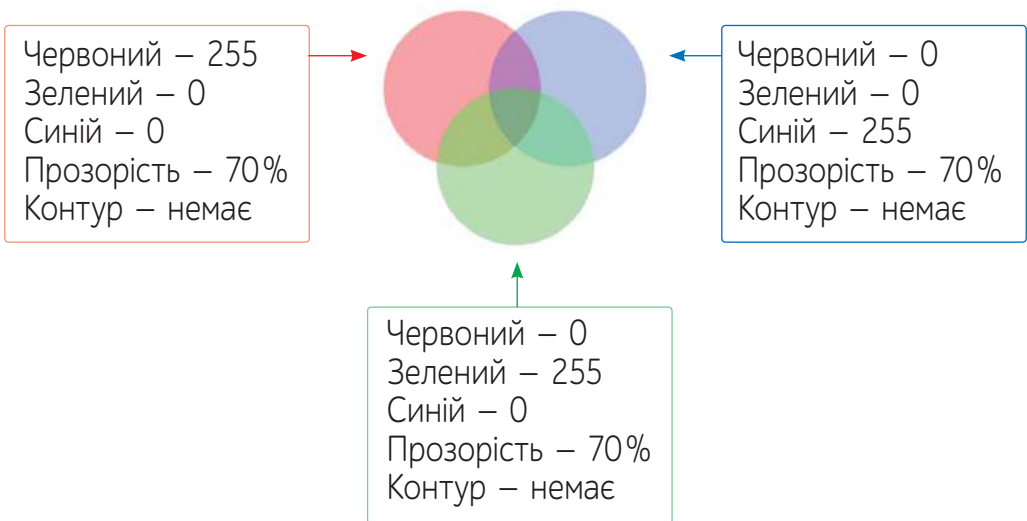 Червоний – 255
Зелений – 0
Синій – 0
Прозорість – 70%
Контур – немає
Червоний – 0
Зелений – 0
Синій – 255
Прозорість – 70%
Контур – немає
Червоний – 0
Зелений – 255
Синій – 0
Прозорість – 70%
Контур – немає